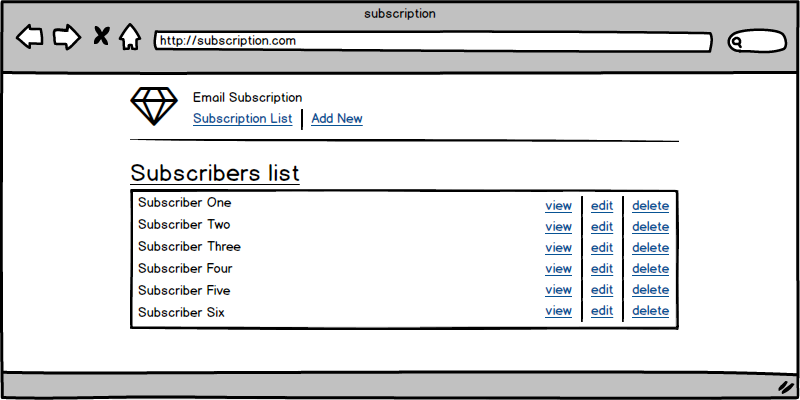 subscription
http://subscription.com
Email Subscription
Subscription List | Add New
Subscribers list
Subscriber One view edit delete
Subscriber Two view edit delete
Subscriber Three view edit delete
Subscriber Four view edit delete
Subscriber Five view edit delete
Subscriber Six view edit delete